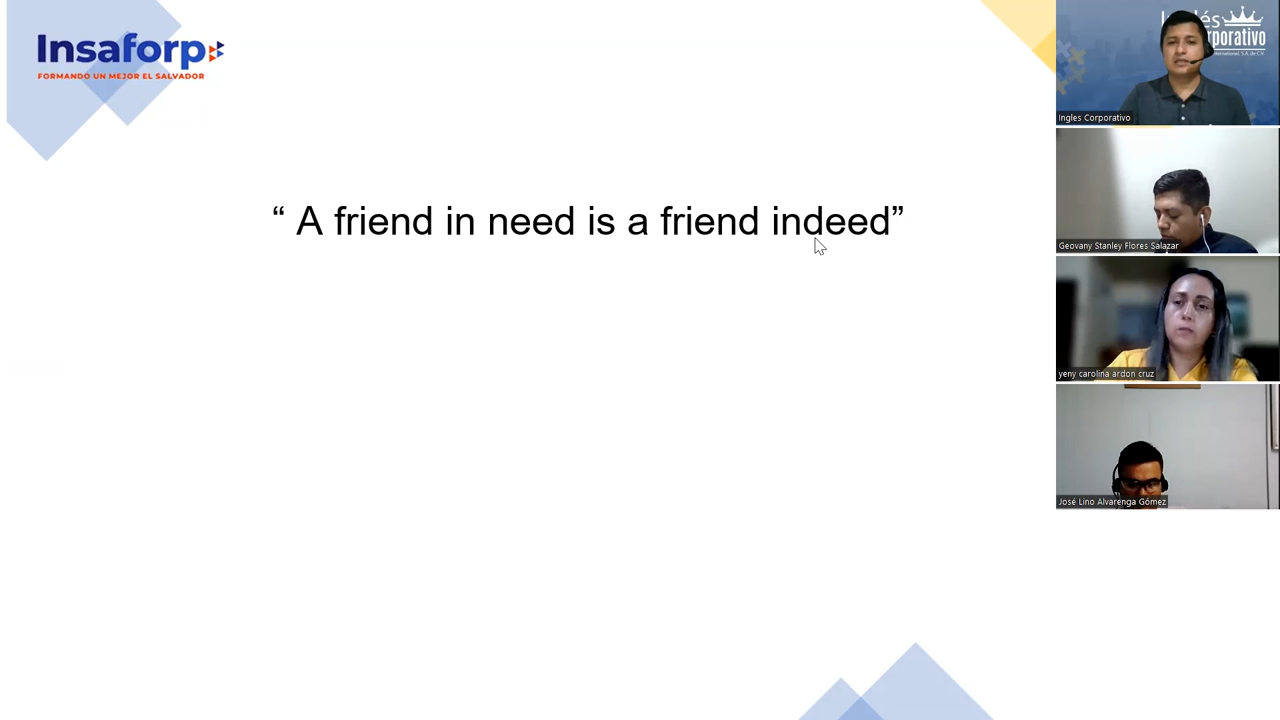 Insaforp
FORMANDO UN MEJOR EL SALVADOR
“ A friend in need is a friend indeed”
Ingles Corporativo
Geovany Stanley Flores Salazar
yeny carolina ardon cruz
José Lino Alvarenga Gómez